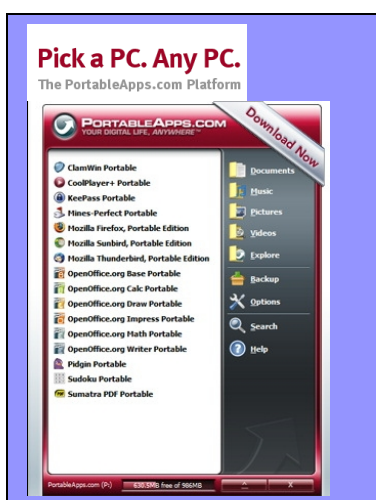 Pick a PC. Any PC.
The PortableApps.com Platform
Download Now
PORTABLEAPPS.COM
YOUR DIGITAL LIFE, ANYWHERE™
ClamWin Portable
CoolPlayer+ Portable
KeePass Portable
Mines-Perfect Portable
Mozilla Firefox, Portable Edition
Mozilla Sunbird, Portable Edition
Mozilla Thunderbird, Portable Edition
OpenOffice.org Base Portable
OpenOffice.org Calc Portable
OpenOffice.org Draw Portable
OpenOffice.org Impress Portable
OpenOffice.org Math Portable
OpenOffice.org Writer Portable
Pidgin Portable
Sudoku Portable
Sumatra PDF Portable
Documents
Music
Pictures
Videos
Explore
Backup
Options
Search
Help
PortableApps.com (P:)
630.5MB free of 986MB
^
X